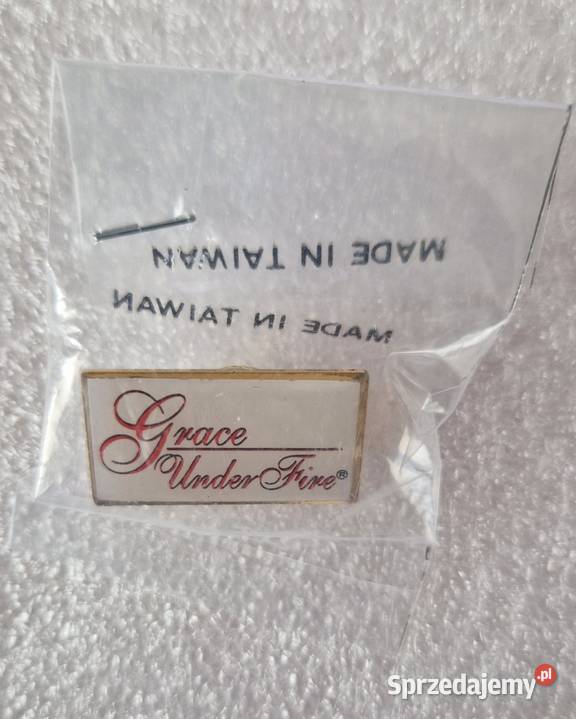 MADE IN TAIWAN
MADE IN TAIWAN
Grace
Under Fire®
Sprzedajemy.pl